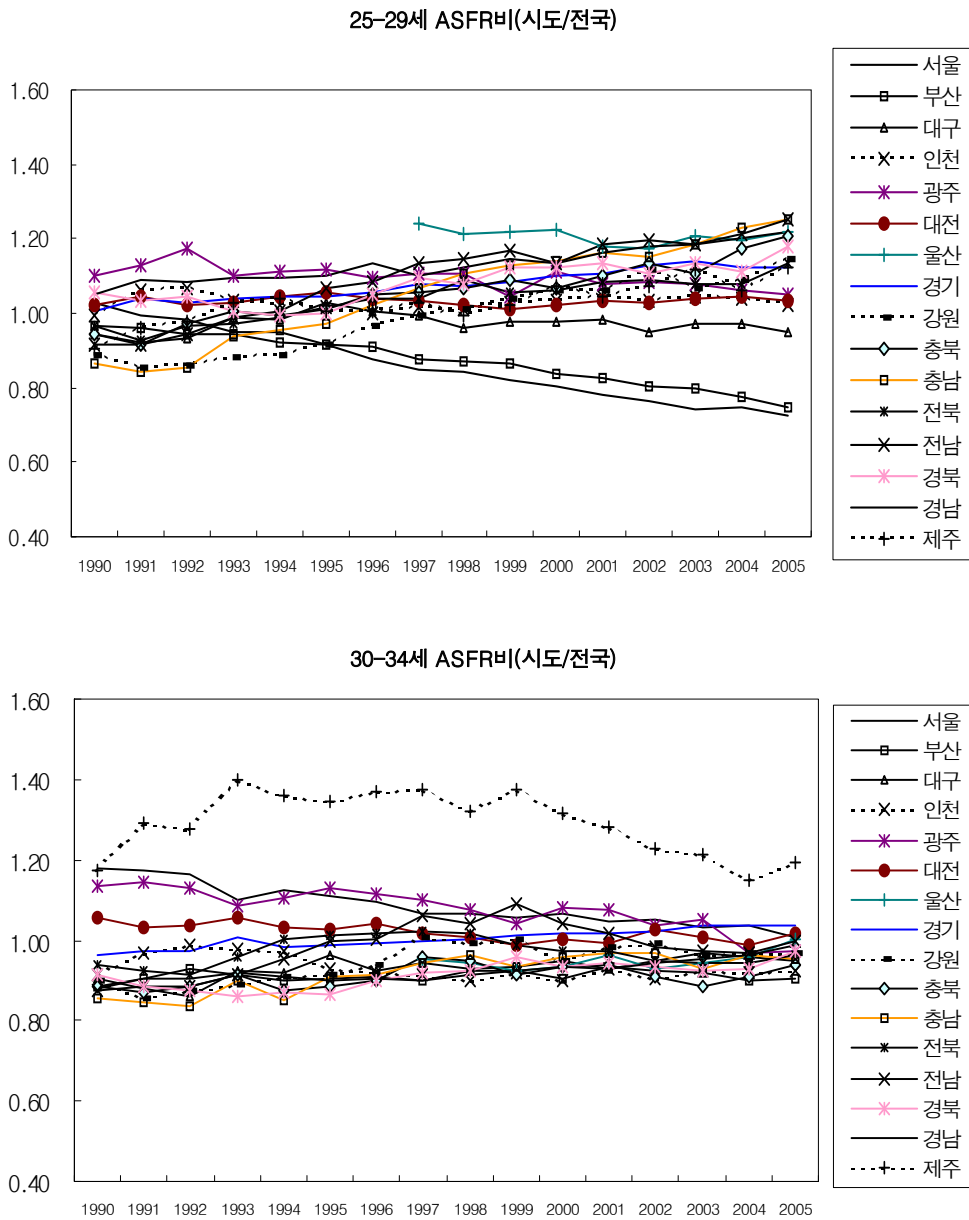 25-29세 ASFR비(시도/전국)
1.60
1.40
1.20
1.00
0.80
0.60
0.40
1990 1991 1992 1993 1994 1995 1996 1997 1998 1999 2000 2001 2002 2003 2004 2005
서울
부산
대구
인천
광주
대전
울산
경기
강원
충북
충남
전북
전남
경북
경남
제주
30-34세 ASFR비(시도/전국)
1.60
1.40
1.20
1.00
0.80
0.60
0.40
1990 1991 1992 1993 1994 1995 1996 1997 1998 1999 2000 2001 2002 2003 2004 2005
서울
부산
대구
인천
광주
대전
울산
경기
강원
충북
충남
전북
전남
경북
경남
제주